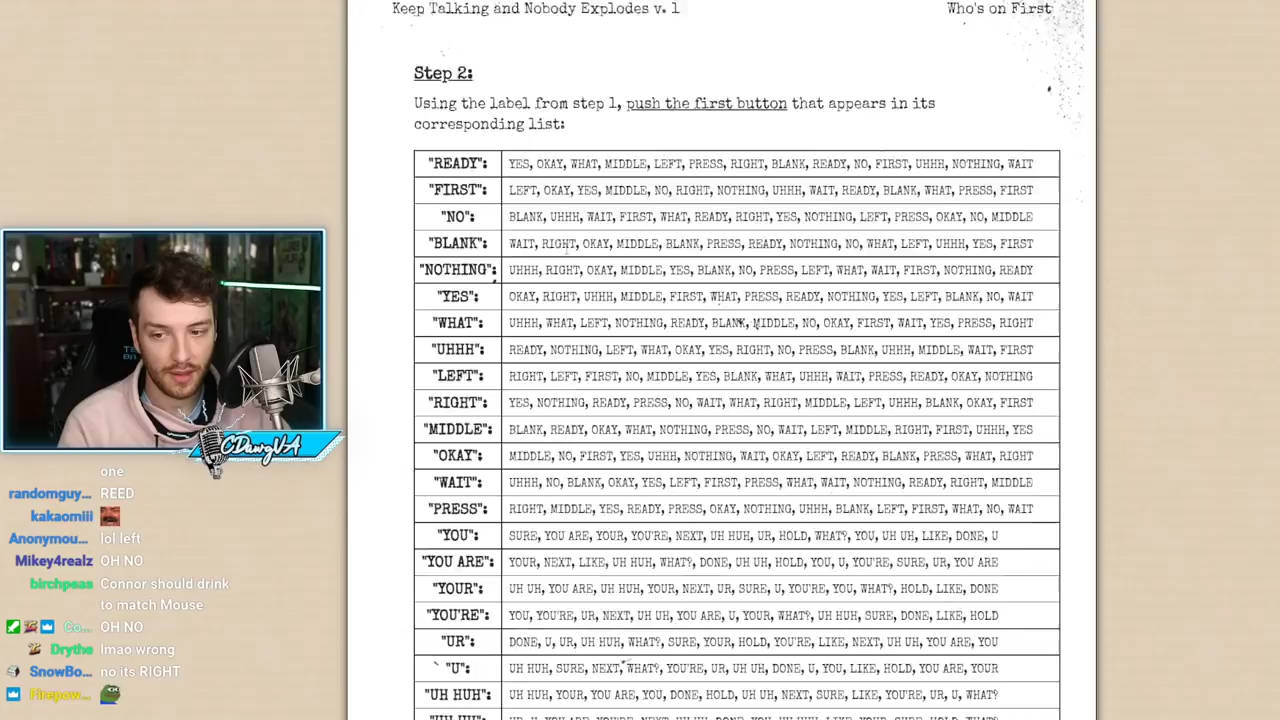 Keep Talking and Nobody Explodes v. 1
Who's on First
Step 2:
Using the label from step 1, push the first button that appears in its
corresponding list:
"READY": YES, OKAY, WHAT, MIDDLE, LEFT, PRESS, RIGHT, BLANK, READY, NO, FIRST, UHHH, NOTHING, WAIT
"FIRST": LEFT, OKAY, YES, MIDDLE, NO, RIGHT, NOTHING, UHHH, WAIT, READY, BLANK, WHAT, PRESS, FIRST
"NO": BLANK, UHHH, WAIT, FIRST, WHAT, READY, RIGHT, YES, NOTHING, LEFT, PRESS, OKAY, NO, MIDDLE
"BLANK": WAIT, RIGHT, OKAY, MIDDLE, BLANK, PRESS, READY, NOTHING, NO, WHAT, LEFT, UHHH, YES, FIRST
"NOTHING": UHHH, RIGHT, OKAY, MIDDLE, YES, BLANK, NO, PRESS, LEFT, WHAT, WAIT, FIRST, NOTHING, READY
"YES": OKAY, RIGHT, UHHH, MIDDLE, FIRST, WHAT, PRESS, READY, NOTHING, YES, LEFT, BLANK, NO, WAIT
"WHAT": UHHH, WHAT, LEFT, NOTHING, READY, BLANK, MIDDLE, NO, OKAY, FIRST, WAIT, YES, PRESS, RIGHT
"UHHH": READY, NOTHING, LEFT, WHAT, OKAY, YES, RIGHT, NO, PRESS, BLANK, UHHH, MIDDLE, WAIT, FIRST
"LEFT": RIGHT, LEFT, FIRST, NO, MIDDLE, YES, BLANK, WHAT, UHHH, WAIT, PRESS, READY, OKAY, NOTHING
"RIGHT": YES, NOTHING, READY, PRESS, NO, WAIT, WHAT, RIGHT, MIDDLE, LEFT, UHHH, BLANK, OKAY, FIRST
"MIDDLE": BLANK, READY, OKAY, WHAT, NOTHING, PRESS, NO, WAIT, LEFT, MIDDLE, RIGHT, FIRST, UHHH, YES
"OKAY": MIDDLE, NO, FIRST, YES, UHHH, NOTHING, WAIT, OKAY, LEFT, READY, BLANK, PRESS, WHAT, RIGHT
"WAIT": UHHH, NO, BLANK, OKAY, YES, LEFT, FIRST, PRESS, WHAT, WAIT, NOTHING, READY, RIGHT, MIDDLE
"PRESS": RIGHT, MIDDLE, YES, READY, PRESS, OKAY, NOTHING, UHHH, BLANK, LEFT, FIRST, WHAT, NO, WAIT
"YOU": SURE, YOU ARE, YOUR, YOU'RE, NEXT, UH HUH, UR, HOLD, WHAT?, YOU, UH UH, LIKE, DONE, U
"YOU ARE": YOUR, NEXT, LIKE, UH HUH, WHAT?, DONE, UH UH, HOLD, YOU, U, YOU'RE, SURE, UR, YOU ARE
"YOUR": UH UH, YOU ARE, UH HUH, YOUR, NEXT, UR, SURE, U, YOU'RE, YOU, WHAT?, HOLD, LIKE, DONE
"YOU'RE": YOU, YOU'RE, UR, NEXT, UH UH, YOU ARE, U, YOUR, WHAT?, UH HUH, SURE, DONE, LIKE, HOLD
"UR": DONE, U, UR, UH HUH, WHAT?, SURE, YOUR, HOLD, YOU'RE, LIKE, NEXT, UH UH, YOU ARE, YOU
"U": UH HUH, SURE, NEXT, WHAT?, YOU'RE, UR, UH UH, DONE, U, YOU, LIKE, HOLD, YOU ARE, YOUR
"UH HUH": UH HUH, YOUR, YOU ARE, YOU, DONE, HOLD, UH UH, NEXT, SURE, LIKE, YOU'RE, UR, U, WHAT?
CDawgVA
one
randomguy... REED
kakaomiii
Anonymou... lol left
Mikey4realz OH NO
birchpeas Connor should drink
to match Mouse
Co... OH NO
Drythe lmao wrong
SnowBo... no its RIGHT
Firepow...